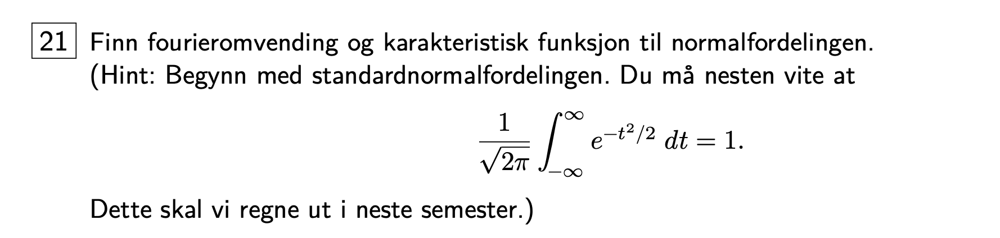 21 Finn fourieromvending og karakteristisk funksjon til normalfordelingen.
(Hint: Begynn med standardnormalfordelingen. Du må nesten vite at
\frac{1}{\sqrt{2\pi}} \int_{-\infty}^{\infty} e^{-t^2/2} \, dt = 1.
Dette skal vi regne ut i neste semester.)